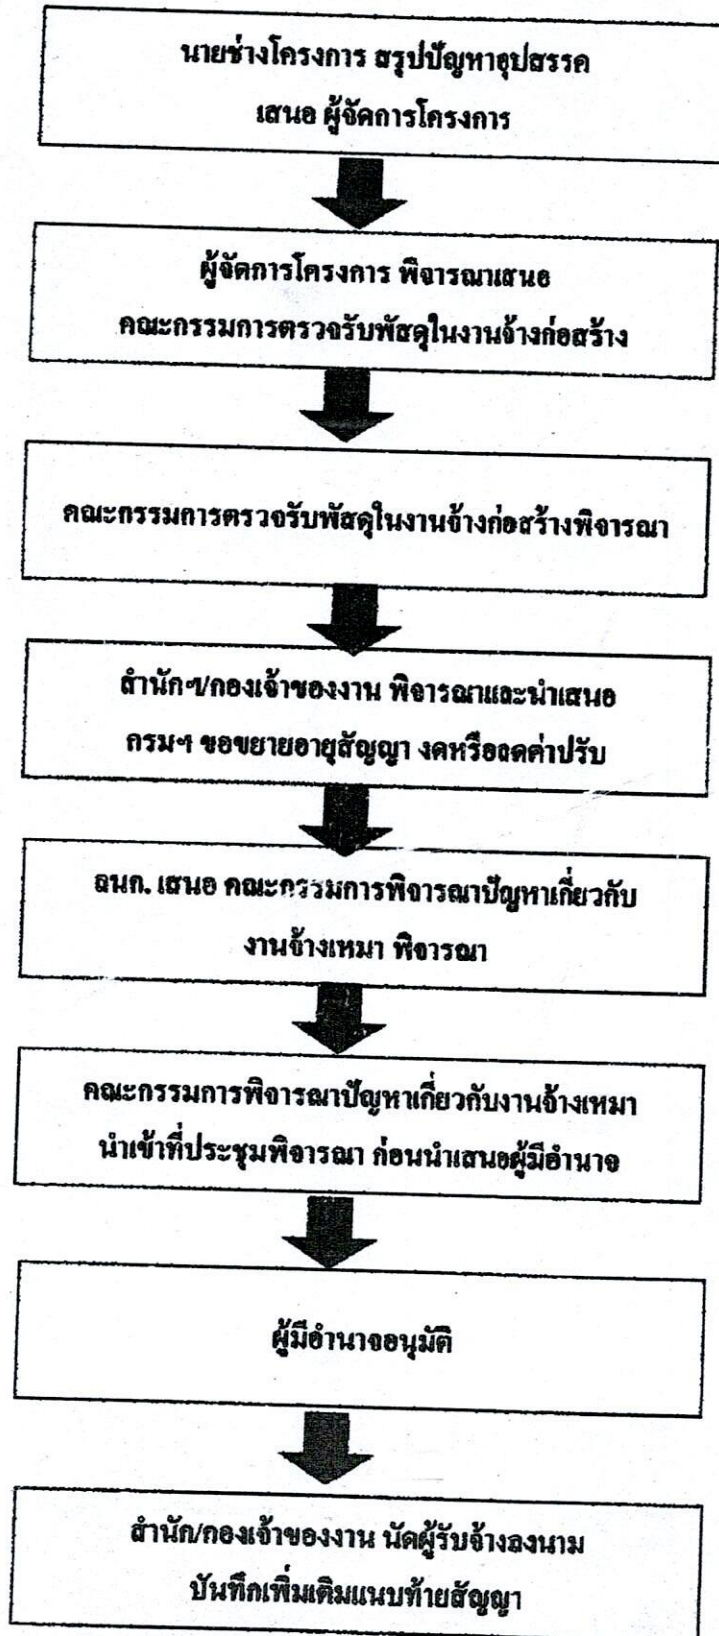 นายช่างโครงการ สรุปปัญหาอุปสรรค
เสนอ ผู้จัดการโครงการ
ผู้จัดการโครงการ พิจารณาเสนอ
คณะกรรมการตรวจรับพัสดุในงานจ้างก่อสร้าง
คณะกรรมการตรวจรับพัสดุในงานจ้างก่อสร้างพิจารณา
สำนักฯ/กองเจ้าของงาน พิจารณาและนำเสนอ
กรมฯ ขอขยายอายุสัญญา งดหรือลดค่าปรับ
ลนก. เสนอ คณะกรรมการพิจารณาปัญหาเกี่ยวกับ
งานจ้างเหมา พิจารณา
คณะกรรมการพิจารณาปัญหาเกี่ยวกับงานจ้างเหมา
นำเข้าที่ประชุมพิจารณา ก่อนนำเสนอผู้มีอำนาจ
ผู้มีอำนาจอนุมัติ
สำนัก/กองเจ้าของงาน นัดผู้รับจ้างลงนาม
บันทึกเพิ่มเติมแนบท้ายสัญญา